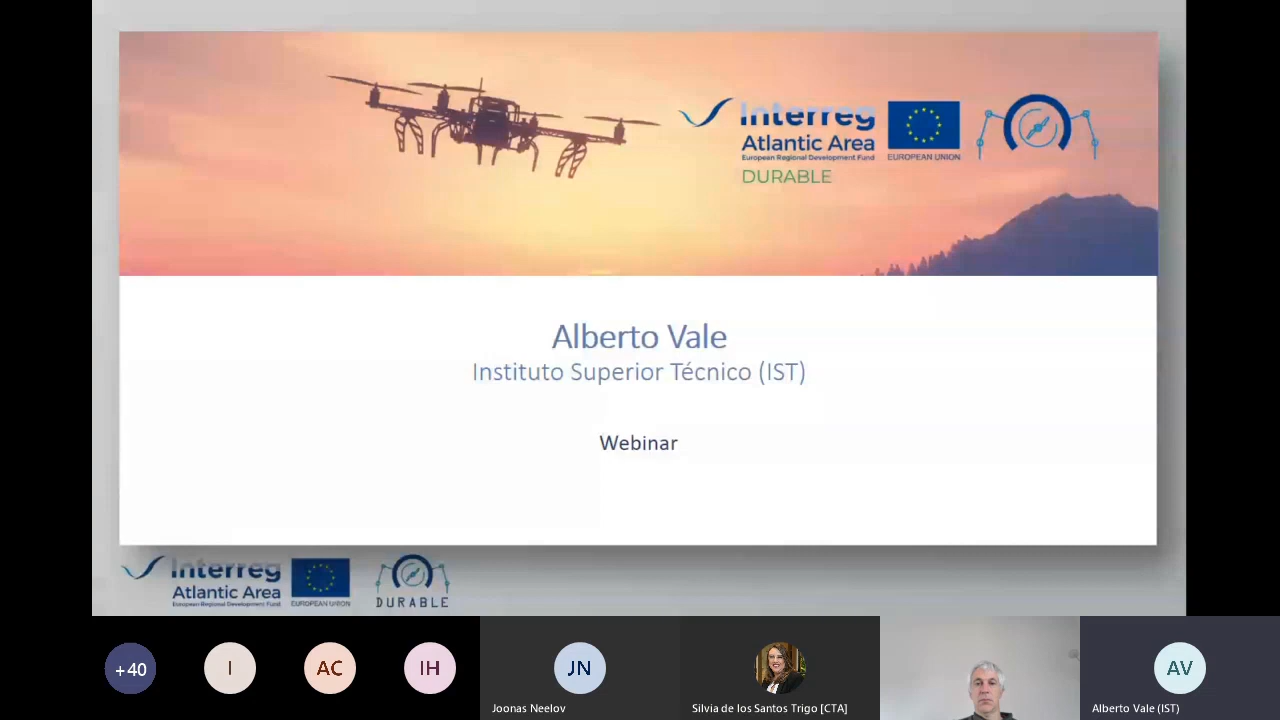 Interreg
Atlantic Area
European Regional Development Fund
EUROPEAN UNION
DURABLE
Alberto Vale
Instituto Superior Técnico (IST)
Webinar
Interreg
Atlantic Area
European Regional Development Fund
EUROPEAN UNION
DURABLE
+40
I
AC
IH
JN
Joonas Neelov
Silvia de los Santos Trigo [CTA]
AV
Alberto Vale (IST)